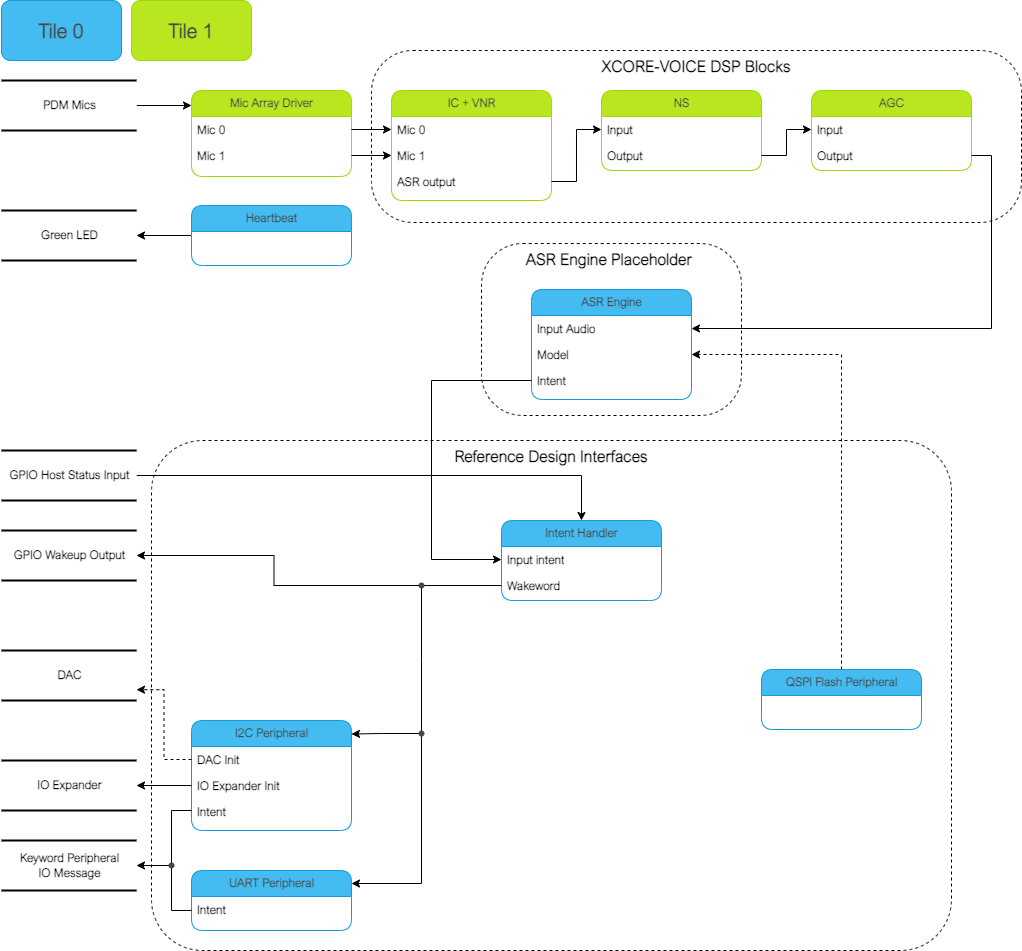 Tile 0
Tile 1
XCORE-VOICE DSP Blocks
PDM Mics
Mic Array Driver
Mic 0
Mic 1
IC + VNR
Mic 0
Mic 1
ASR output
NS
Input
Output
AGC
Input
Output
Green LED
Heartbeat
ASR Engine Placeholder
ASR Engine
Input Audio
Model
Intent
Reference Design Interfaces
GPIO Host Status Input
Intent Handler
Input intent
Wakeword
GPIO Wakeup Output
DAC
QSPI Flash Peripheral
I2C Peripheral
DAC Init
IO Expander Init
Intent
IO Expander
Keyword Peripheral
IO Message
UART Peripheral
Intent